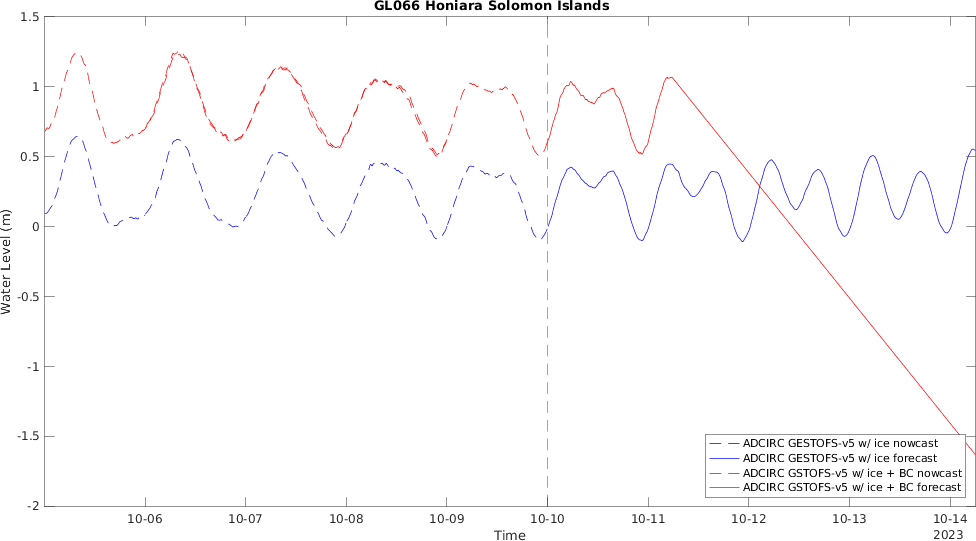 GL066 Honiara Solomon Islands
1.5
1
0.5
0
-0.5
-1
-1.5
-2
Water Level (m)
10-06
10-07
10-08
10-09
10-10
10-11
10-12
10-13
10-14
Time
2023
ADCIRC GESTOFS-v5 w/ ice nowcast
ADCIRC GESTOFS-v5 w/ ice forecast
ADCIRC GSTOFS-v5 w/ ice + BC nowcast
ADCIRC GSTOFS-v5 w/ ice + BC forecast